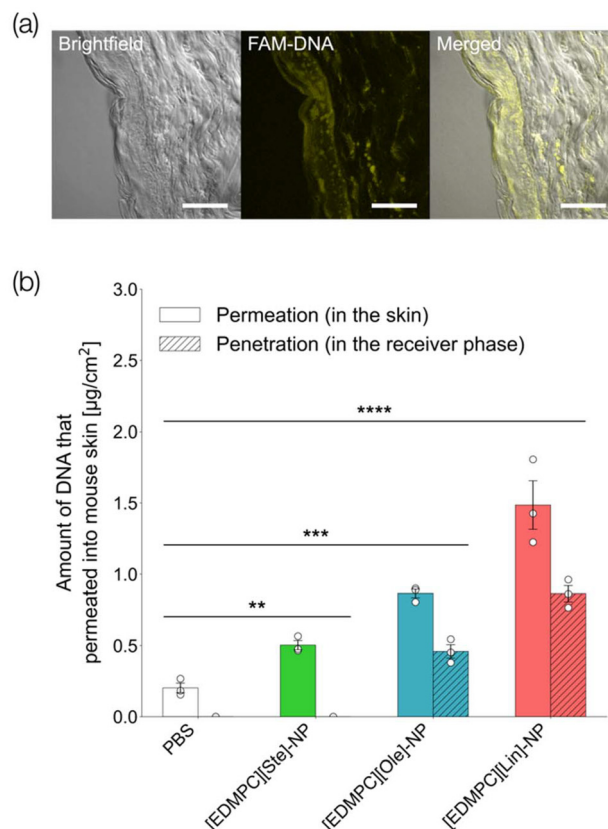 (a)
Brightfield
FAM-DNA
Merged
(b)
Amount of DNA that
permeated into mouse skin [μg/cm²]
3.0
2.5
2.0
1.5
1.0
0.5
0.0
Permeation (in the skin)
Penetration (in the receiver phase)
****
***
**
PBS
[EDMPC][Ste]-NP
[EDMPC][Ole]-NP
[EDMPC][Lin]-NP